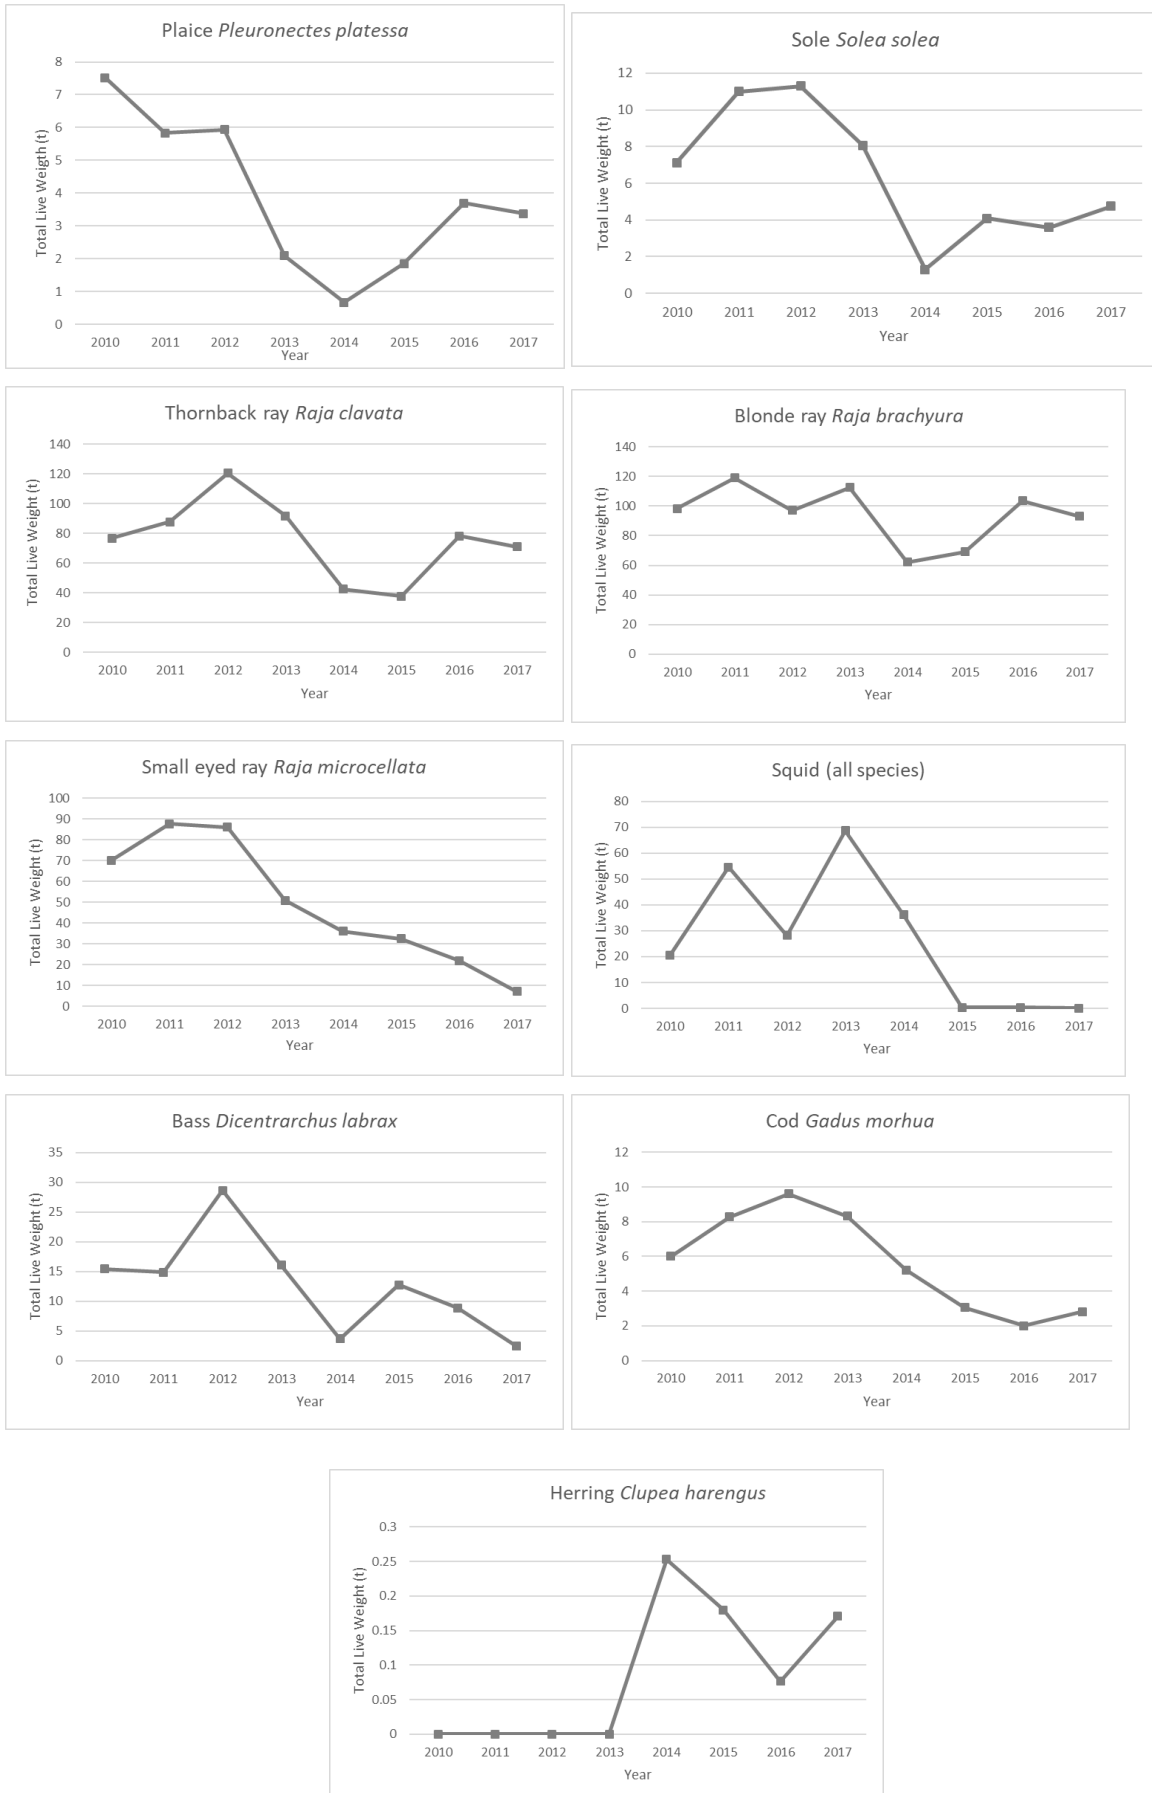 Plaice Pleuronectes platessa
Total Live Weigth (t)
8
7
6
5
4
3
2
1
0
2010 2011 2012 2013 2014 2015 2016 2017
Year
Sole Solea solea
Total Live Weight (t)
12
10
8
6
4
2
0
2010 2011 2012 2013 2014 2015 2016 2017
Year
Thornback ray Raja clavata
Total Live Weight (t)
140
120
100
80
60
40
20
0
2010 2011 2012 2013 2014 2015 2016 2017
Year
Blonde ray Raja brachyura
Total Live Weight (t)
140
120
100
80
60
40
20
0
2010 2011 2012 2013 2014 2015 2016 2017
Year
Small eyed ray Raja microcellata
Total Live Weight (t)
100
90
80
70
60
50
40
30
20
10
0
2010 2011 2012 2013 2014 2015 2016 2017
Year
Squid (all species)
Total Live Weight (t)
80
70
60
50
40
30
20
10
0
2010 2011 2012 2013 2014 2015 2016 2017
Year
Bass Dicentrarchus labrax
Total Live Weight (t)
35
30
25
20
15
10
5
0
2010 2011 2012 2013 2014 2015 2016 2017
Year
Cod Gadus morhua
Total Live Weight (t)
12
10
8
6
4
2
0
2010 2011 2012 2013 2014 2015 2016 2017
Year
Herring Clupea harengus
Total Live Weight (t)
0.3
0.25
0.2
0.15
0.1
0.05
0
2010 2011 2012 2013 2014 2015 2016 2017
Year